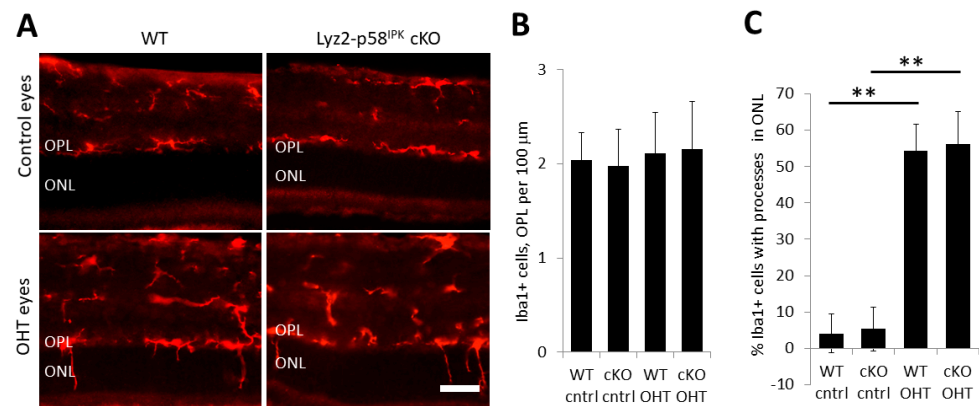 A
WT
Lyz2-p58IPK cKO
Control eyes
OPL
ONL
OPL
ONL
OHT eyes
OPL
ONL
OPL
ONL
B
Iba1+ cells, OPL per 100 μm
3
2
1
0
WT cntrl
cKO cntrl
WT OHT
cKO OHT
C
% Iba1+ cells with processes in ONL
**
**
70
60
50
40
30
20
10
0
-10
WT cntrl
cKO cntrl
WT OHT
cKO OHT